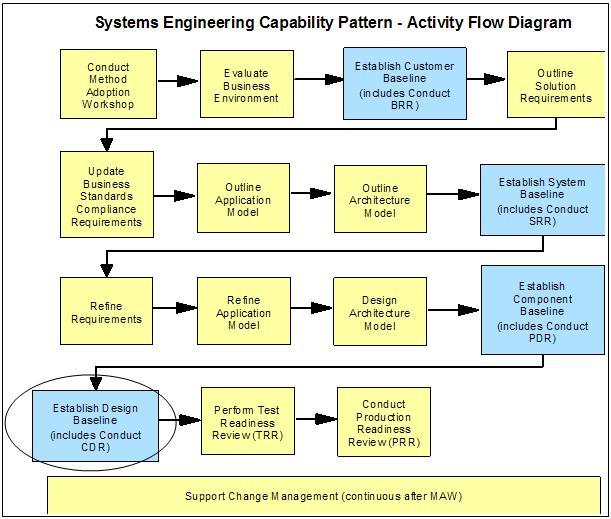 Systems Engineering Capability Pattern - Activity Flow Diagram
Conduct
Method
Adoption
Workshop
Evaluate
Business
Environment
Establish Customer
Baseline
(includes Conduct
BRR)
Outline
Solution
Requirements
Update
Business
Standards
Compliance
Requirements
Outline
Application
Model
Outline
Architecture
Model
Establish System
Baseline
(includes Conduct
SRR)
Refine
Requirements
Refine
Application
Model
Design
Architecture
Model
Establish
Component
Baseline
(includes Conduct
PDR)
Establish Design
Baseline
(includes Conduct
CDR)
Perform Test
Readiness
Review (TRR)
Conduct
Production
Readiness
Review (PRR)
Support Change Management (continuous after MAW)